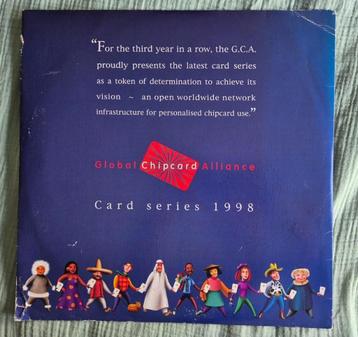 “For the third year in a row, the G.C.A.
proudly presents the latest card series
as a token of determination to achieve its
vision ~ an open worldwide network
infrastructure for personalised chipcard use.”
Global Chipcard Alliance
Card series 1998